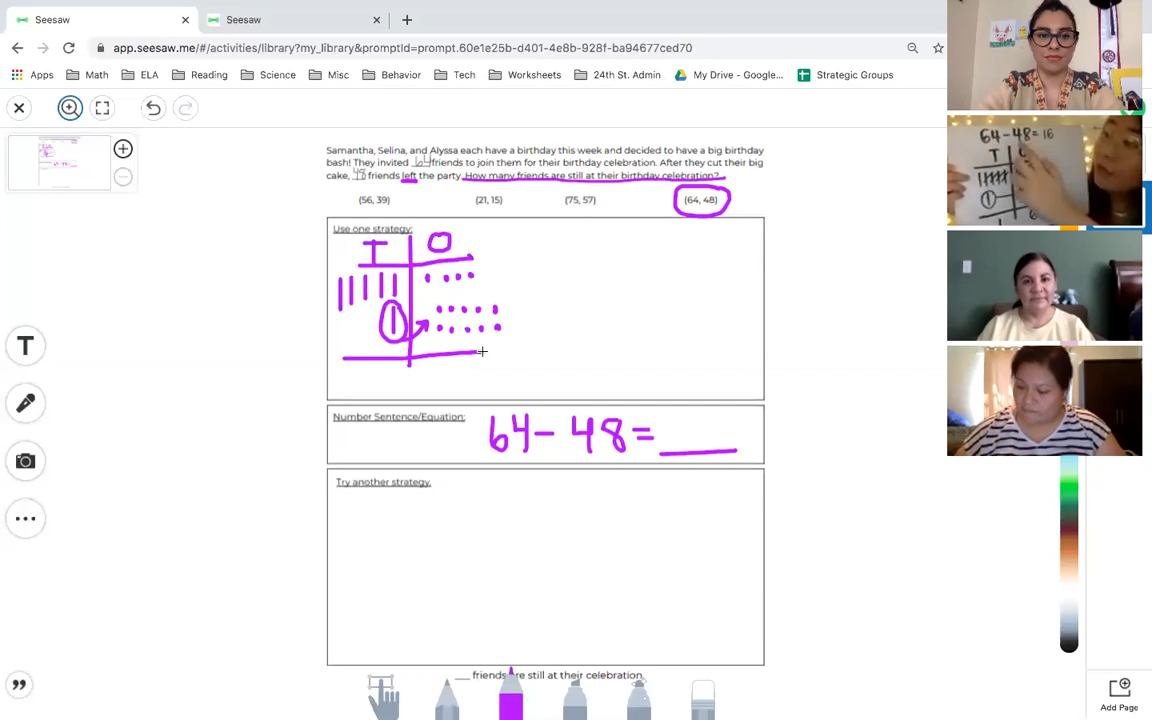 Seesaw
Seesaw
app.seesaw.me/#/activities/library?my_library&promptId=prompt.60e1e25b-d401-4e8b-928f-ba94677ced70
Apps Math ELA Reading Science Misc Behavior Tech Worksheets 24th St. Admin My Drive - Google... Strategic Groups
Samantha, Selina, and Alyssa each have a birthday this week and decided to have a big birthday
bash! They invited 64 friends to join them for their birthday celebration. After they cut their big
cake, 48 friends left the party. How many friends are still at their birthday celebration?
(56, 39) (21, 15) (75, 57) (64, 48)
Use one strategy:
T O
1
Number Sentence/Equation: 64 - 48 = ___
Try another strategy.
___ friends are still at their celebration.
T
Add Page
64 - 48 = 16
T
1